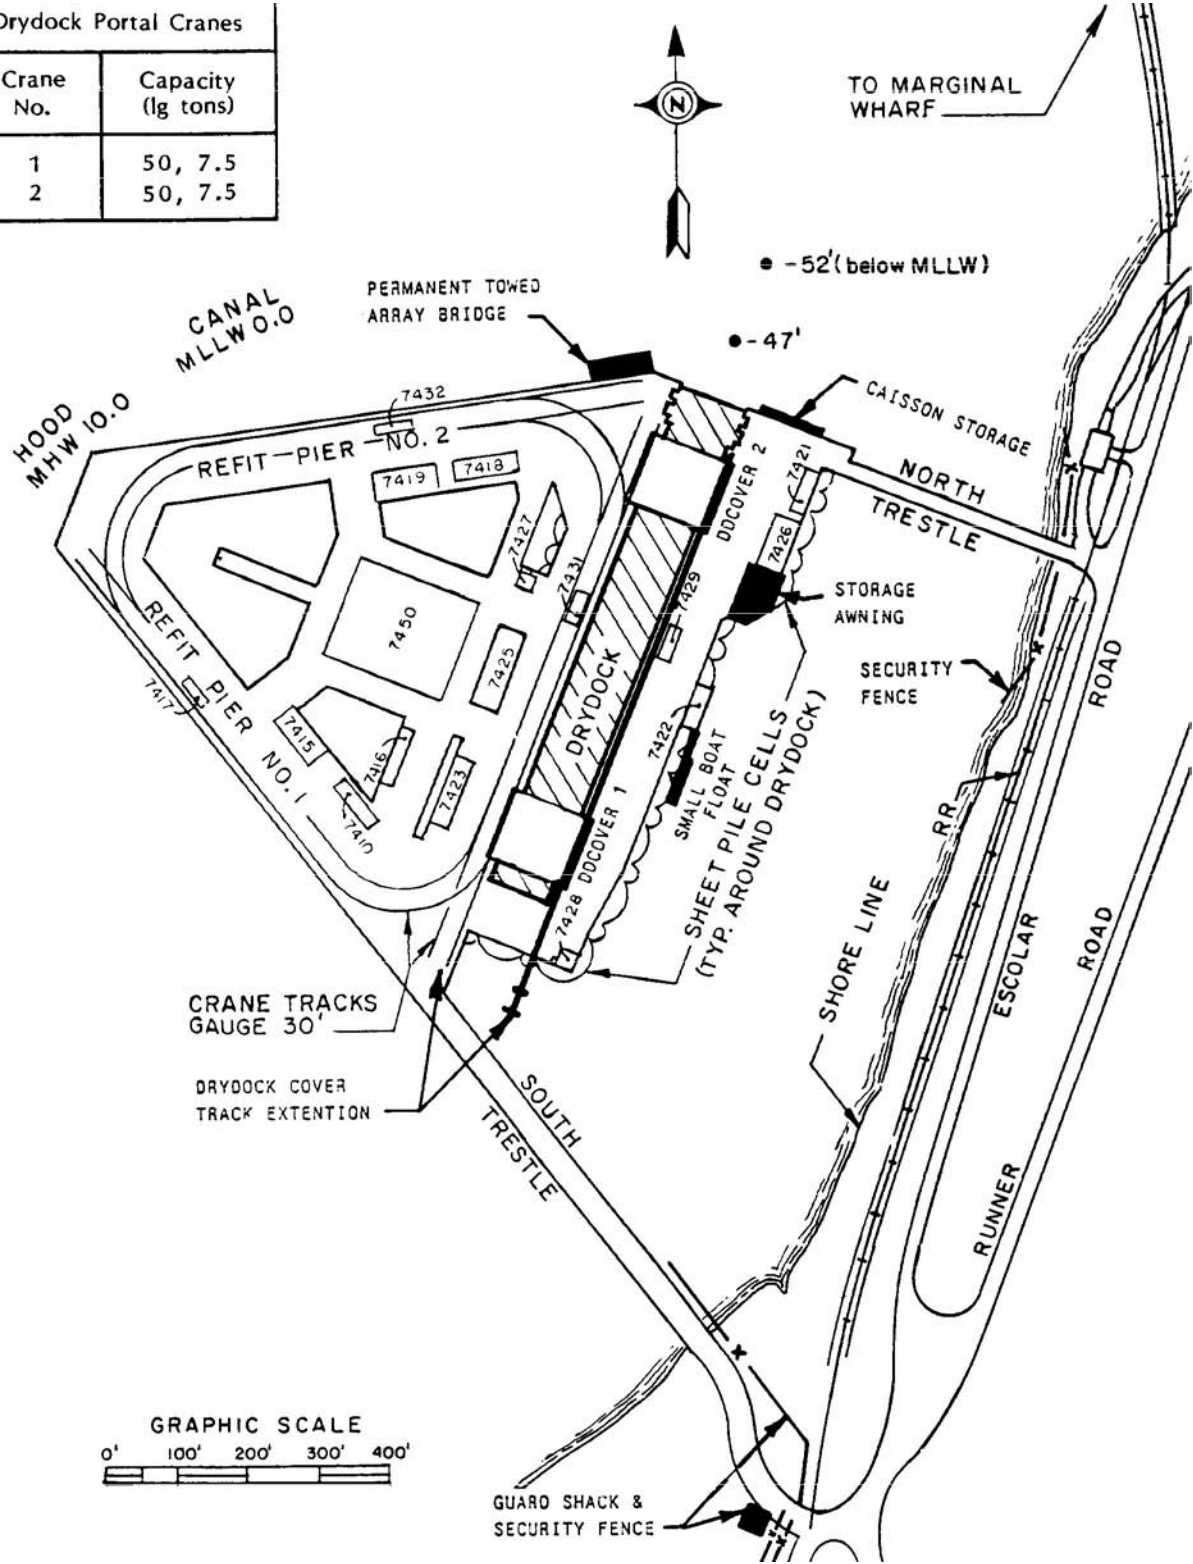 Drydock Portal Cranes
Crane No.
Capacity (lg tons)
1 50, 7.5
2 50, 7.5
N
TO MARGINAL
WHARF
-52'(below MLLW)
-47'
PERMANENT TOWED
ARRAY BRIDGE
CANAL
MLLW 0.0
HOOD
MHW 10.0
7432
REFIT-PIER-NO. 2
7419
7418
7427
7431
7450
7425
REFIT PIER NO. 1
7417
7415
7416
7410
7423
DRYDOCK
DDCOVER 2
DDCOVER 1
7421
7426
7429
7422
7428
CAISSON STORAGE
NORTH
TRESTLE
STORAGE
AWNING
SECURITY
FENCE
SMALL BOAT
FLOAT
SHEET PILE CELLS
(TYP. AROUND DRYDOCK)
ROAD
RR
SHORE LINE
ESCOLAR
ROAD
RUNNER
CRANE TRACKS
GAUGE 30'
DRYDOCK COVER
TRACK EXTENTION
SOUTH
TRESTLE
GRAPHIC SCALE
0' 100' 200' 300' 400'
GUARD SHACK &
SECURITY FENCE